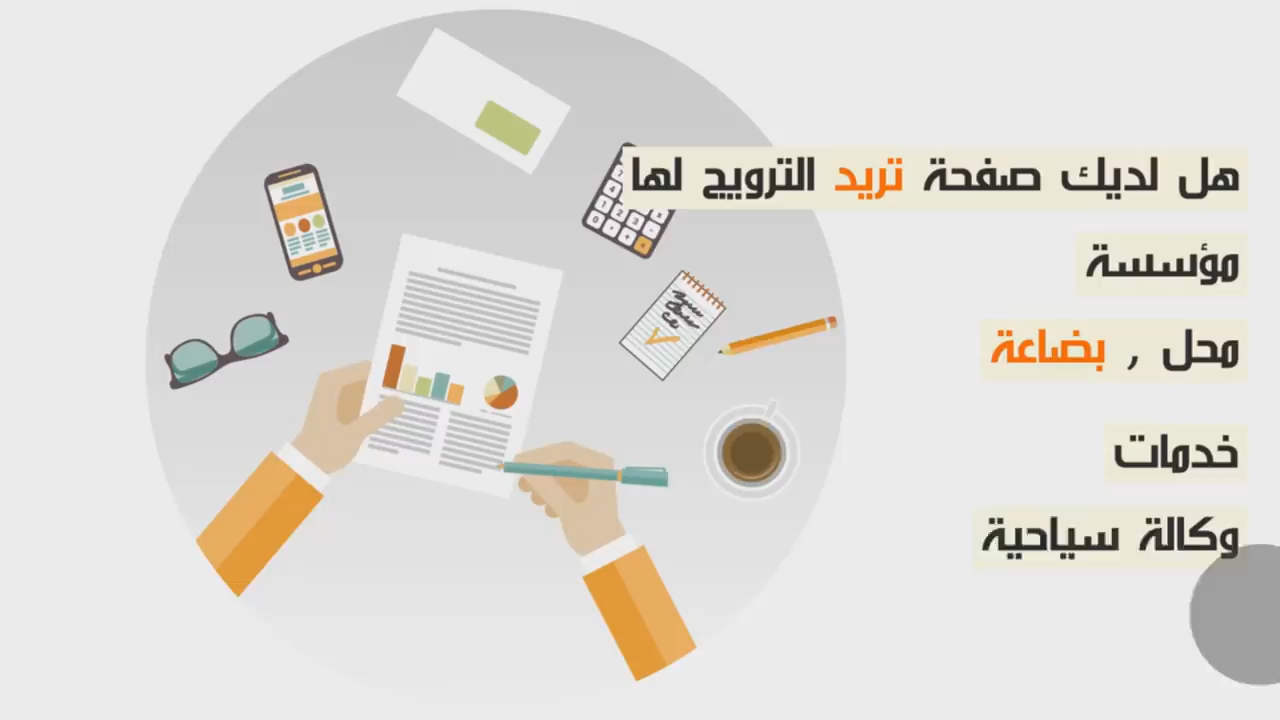 هل لديك صفحة تريد الترويج لها
مؤسسة
محل , بضاعة
خدمات
وكالة سياحية